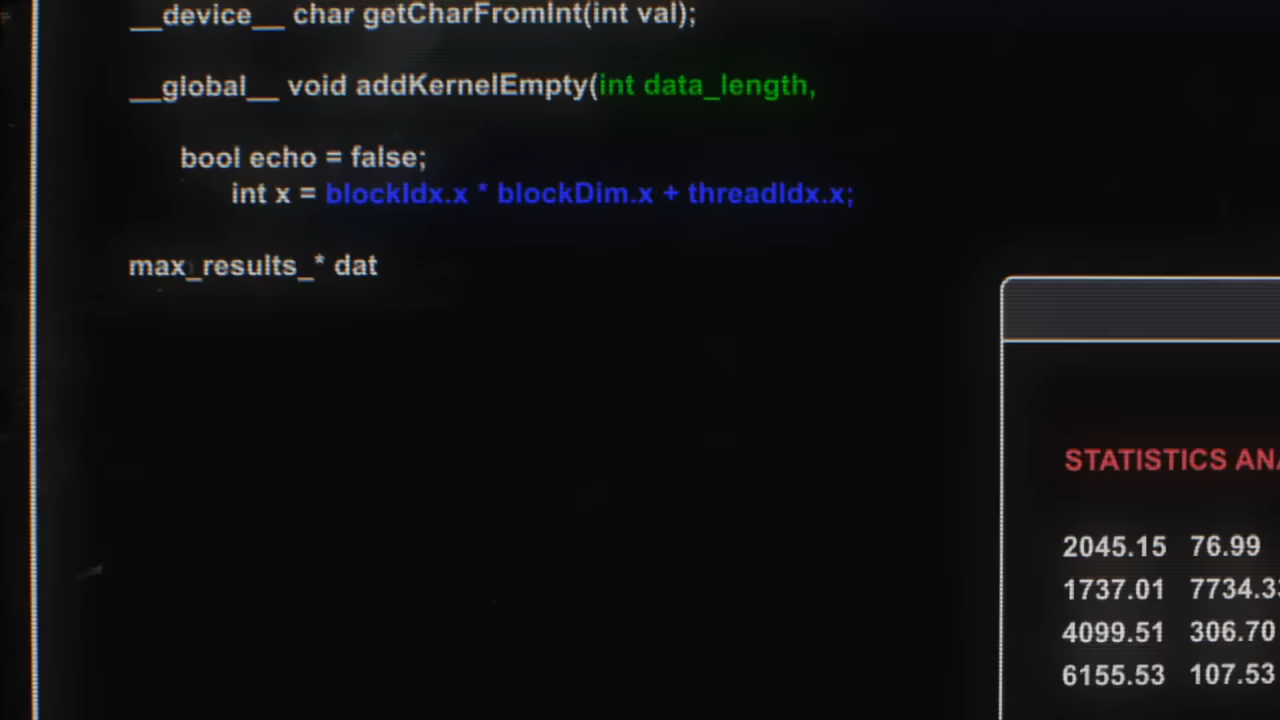 __device__ char getCharFromInt(int val);
__global__ void addKernelEmpty(int data_length,
bool echo = false;
int x = blockIdx.x * blockDim.x + threadIdx.x;
max_results_* dat
STATISTICS ANA
2045.15 76.99
1737.01 7734.33
4099.51 306.70
6155.53 107.53